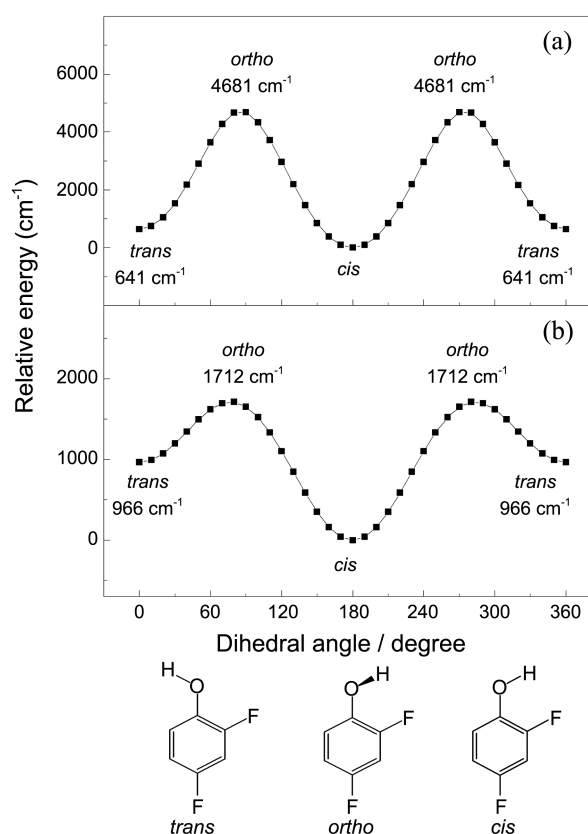 (a)
ortho ortho
4681 cm-1 4681 cm-1
6000
4000
2000
0
trans cis trans
641 cm-1 641 cm-1
Relative energy (cm-1)
(b)
ortho ortho
1712 cm-1 1712 cm-1
2000
1000
0
trans trans
966 cm-1 966 cm-1
cis
0 60 120 180 240 300 360
Dihedral angle / degree
H O F F
O H F F
O H F F
trans ortho cis